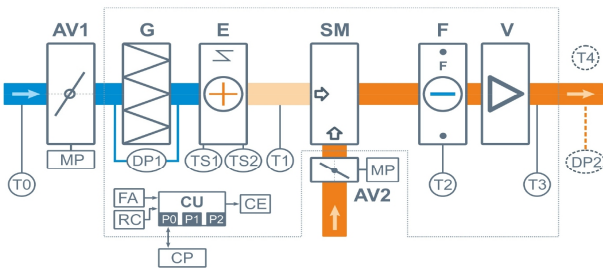 AV1 G E SM F V
T4
F
MP DP1 TS1 TS2 T1 MP DP2
T0 AV2 T2 T3
FA CU CE
RC P0 P1 P2
CP